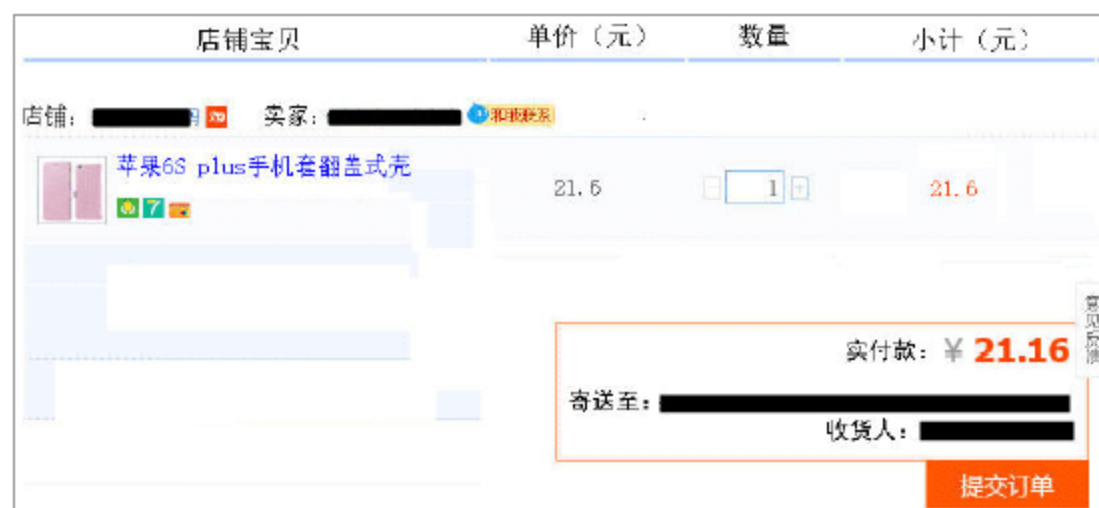 店铺宝贝 单价（元） 数量 小计（元）
店铺： 淘 卖家： 和我联系
苹果6S plus手机套翻盖式壳
7
21.6 - 1 + 21.6
意见反馈
实付款：￥21.16
寄送至：
收货人：
提交订单